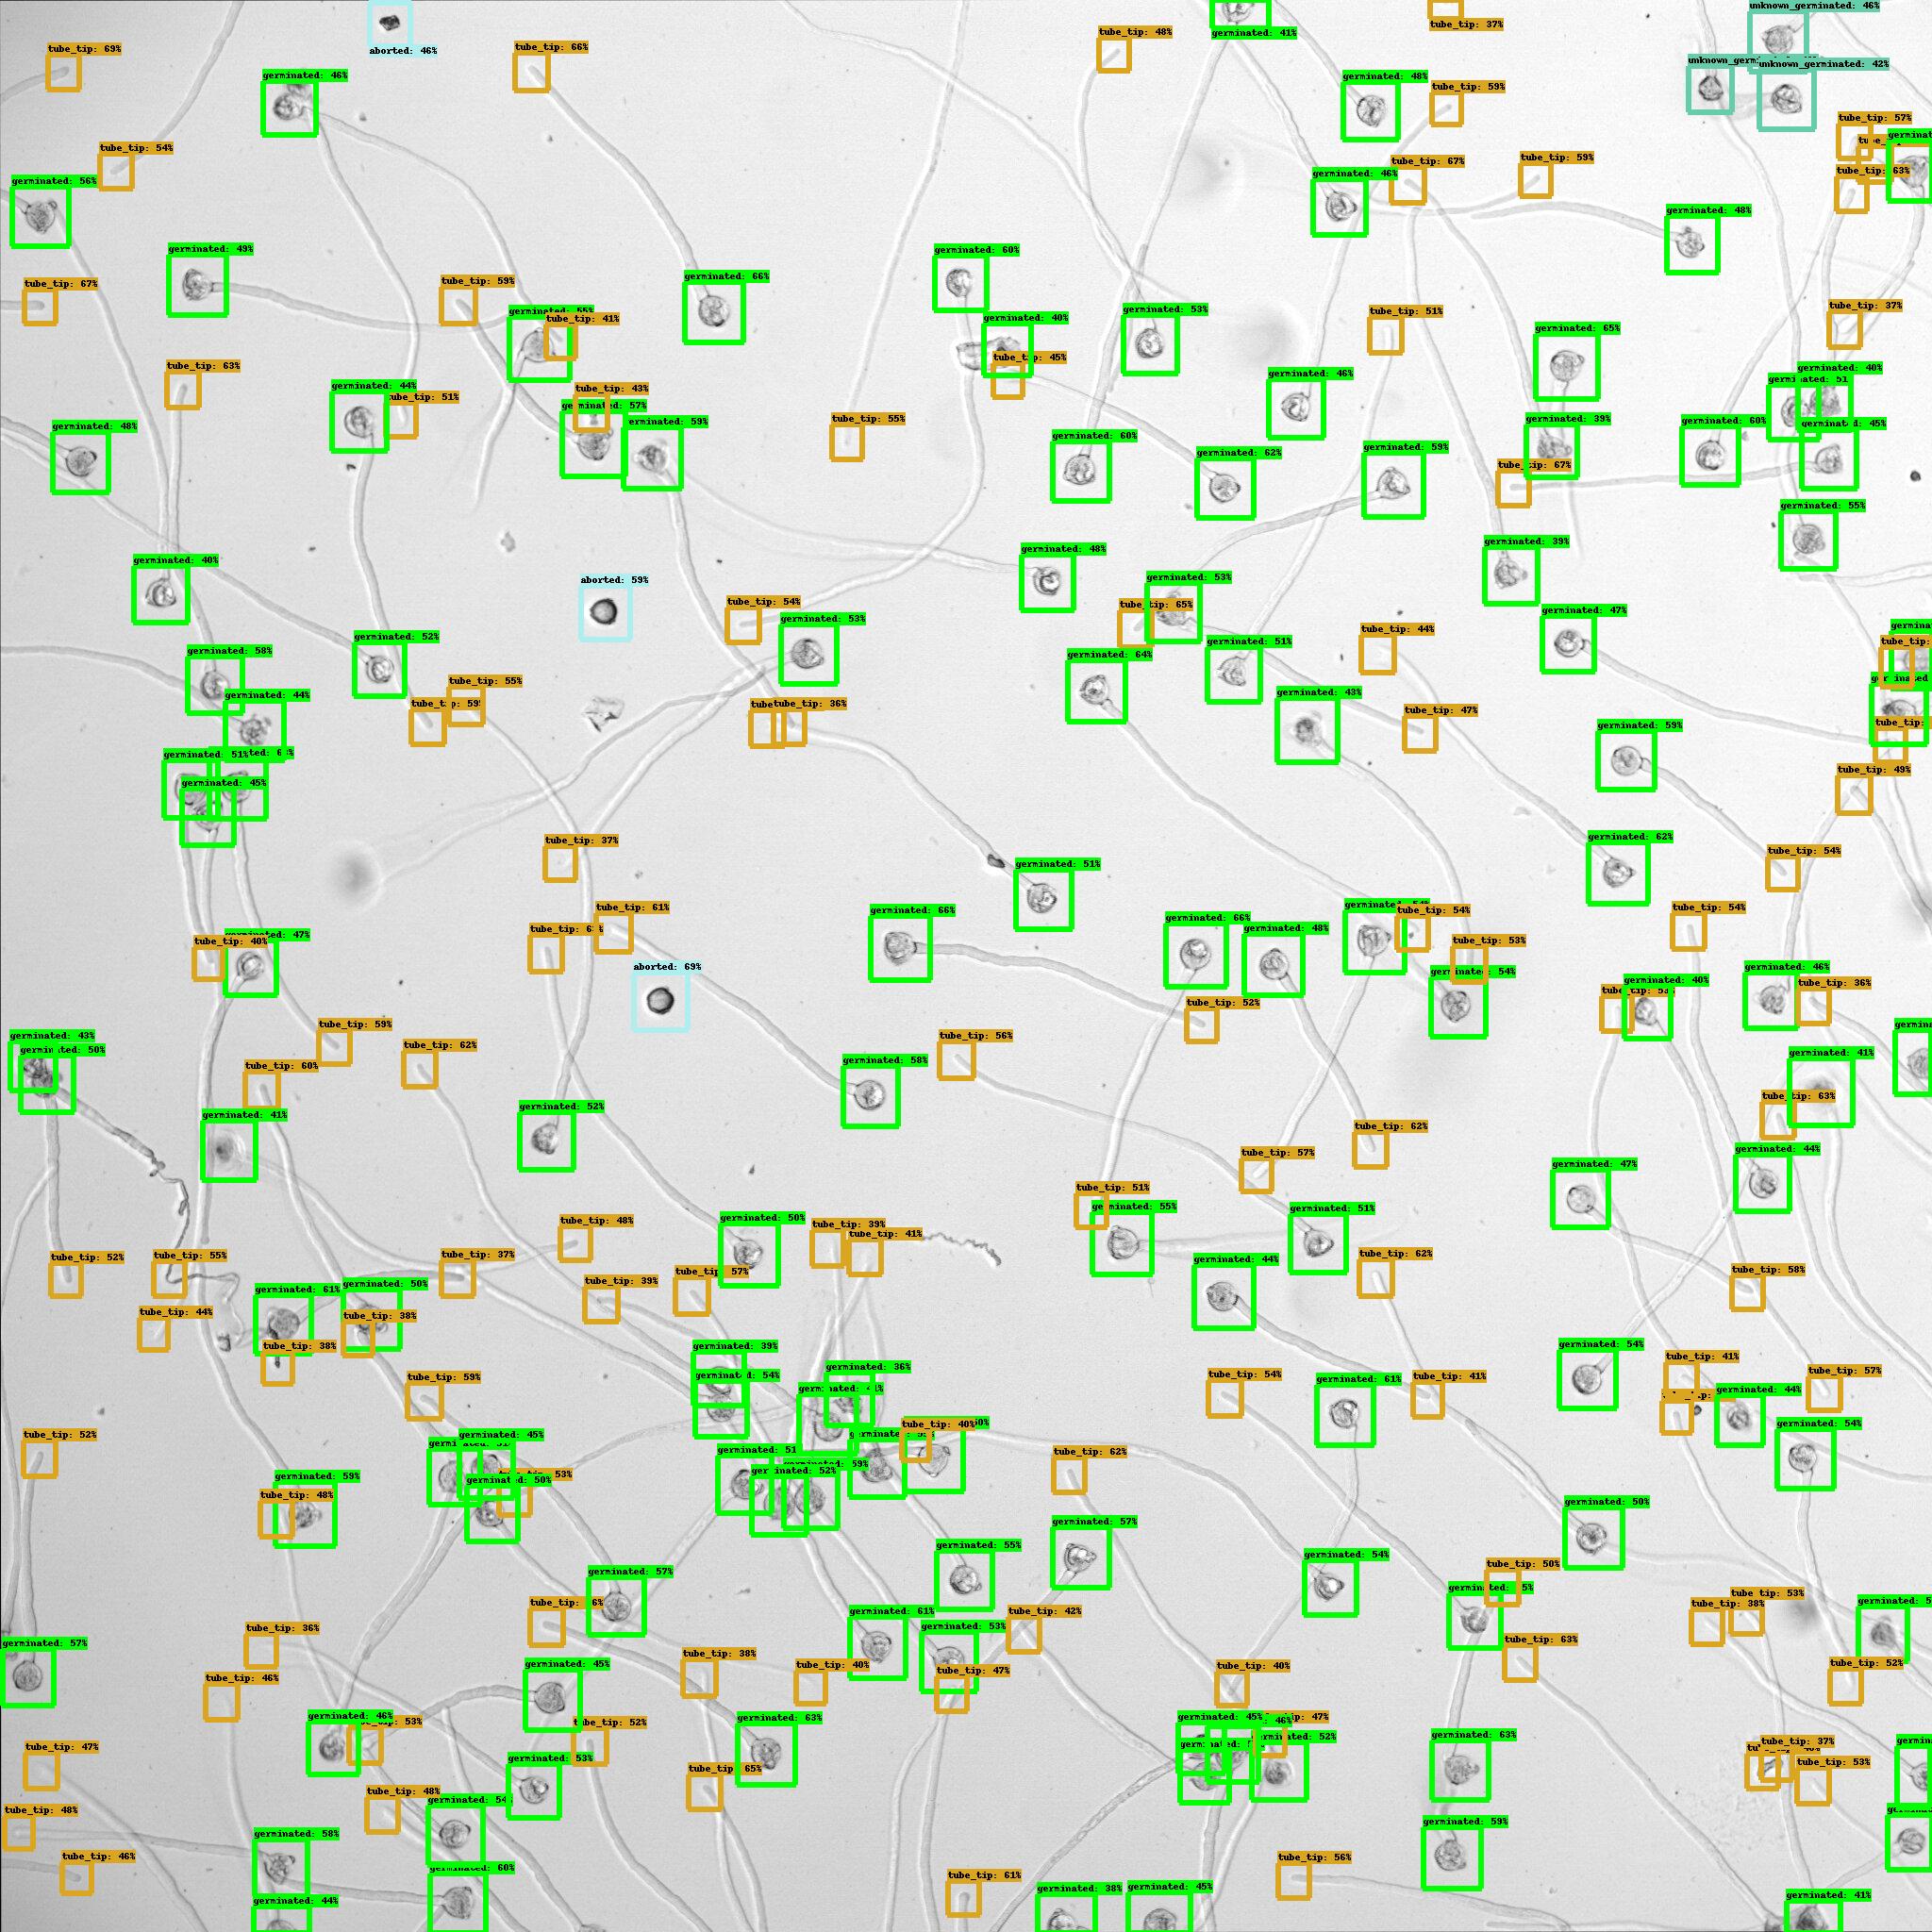 unknown_germinated: 46%
tube_tip: 37%
tube_tip: 48%
germinated: 41%
tube_tip: 69%
tube_tip: 66%
aborted: 46%
unknown_germinated: 42%
germinated: 46%
germinated: 48%
tube_tip: 59%
tube_tip: 57%
tube_tip: 54%
tube_tip: 67%
tube_tip: 59%
germinated: 46%
germinated: 56%
germinated: 48%
germinated: 49%
germinated: 60%
germinated: 66%
tube_tip: 67%
tube_tip: 59%
tube_tip: 37%
germinated: 53%
tube_tip: 51%
tube_tip: 41%
germinated: 40%
germinated: 65%
tube_tip: 45%
tube_tip: 63%
germinated: 46%
germinated: 40%
germinated: 44%
tube_tip: 43%
germinated: 59%
tube_tip: 55%
germinated: 39%
germinated: 60%
germinated: 48%
germinated: 60%
germinated: 62%
germinated: 59%
tube_tip: 67%
germinated: 55%
germinated: 39%
germinated: 48%
germinated: 40%
aborted: 59%
germinated: 53%
tube_tip: 54%
tube_tip: 65%
germinated: 47%
germinated: 53%
tube_tip: 44%
germinated: 52%
germinated: 51%
germinated: 58%
germinated: 64%
tube_tip: 55%
germinated: 44%
germinated: 43%
tube_tip: 36%
tube_tip: 47%
germinated: 59%
germinated: 45%
tube_tip: 49%
tube_tip: 37%
germinated: 62%
tube_tip: 54%
germinated: 51%
tube_tip: 61%
germinated: 66%
germinated: 66%
tube_tip: 54%
tube_tip: 54%
germinated: 48%
tube_tip: 40%
tube_tip: 53%
aborted: 69%
germinated: 54%
germinated: 46%
germinated: 40%
tube_tip: 36%
tube_tip: 52%
tube_tip: 59%
germinated: 43%
tube_tip: 56%
tube_tip: 62%
germinated: 41%
germinated: 58%
tube_tip: 60%
tube_tip: 63%
germinated: 41%
germinated: 52%
tube_tip: 62%
tube_tip: 57%
germinated: 44%
germinated: 47%
tube_tip: 51%
germinated: 55%
germinated: 51%
germinated: 50%
tube_tip: 48%
tube_tip: 39%
tube_tip: 41%
tube_tip: 52%
tube_tip: 55%
tube_tip: 37%
tube_tip: 62%
germinated: 44%
tube_tip: 57%
tube_tip: 58%
germinated: 50%
tube_tip: 39%
tube_tip: 44%
tube_tip: 38%
tube_tip: 38%
germinated: 39%
germinated: 54%
tube_tip: 41%
germinated: 36%
tube_tip: 59%
tube_tip: 54%
germinated: 61%
tube_tip: 41%
tube_tip: 57%
germinated: 44%
germinated: 54%
tube_tip: 40%
tube_tip: 52%
germinated: 45%
tube_tip: 62%
germinated: 59%
germinated: 50%
germinated: 52%
tube_tip: 48%
germinated: 50%
germinated: 57%
germinated: 55%
germinated: 54%
tube_tip: 50%
germinated: 57%
tube_tip: 53%
tube_tip: 38%
germinated: 61%
tube_tip: 42%
germinated: 53%
tube_tip: 36%
germinated: 57%
tube_tip: 63%
tube_tip: 38%
germinated: 45%
tube_tip: 40%
tube_tip: 47%
tube_tip: 40%
tube_tip: 52%
tube_tip: 46%
germinated: 46%
germinated: 63%
germinated: 45%
tube_tip: 52%
germinated: 63%
tube_tip: 37%
tube_tip: 47%
germinated: 53%
tube_tip: 53%
tube_tip: 65%
tube_tip: 48%
tube_tip: 48%
germinated: 59%
germinated: 58%
tube_tip: 46%
tube_tip: 56%
germinated: 60%
tube_tip: 61%
germinated: 38%
germinated: 45%
germinated: 44%
germinated: 41%